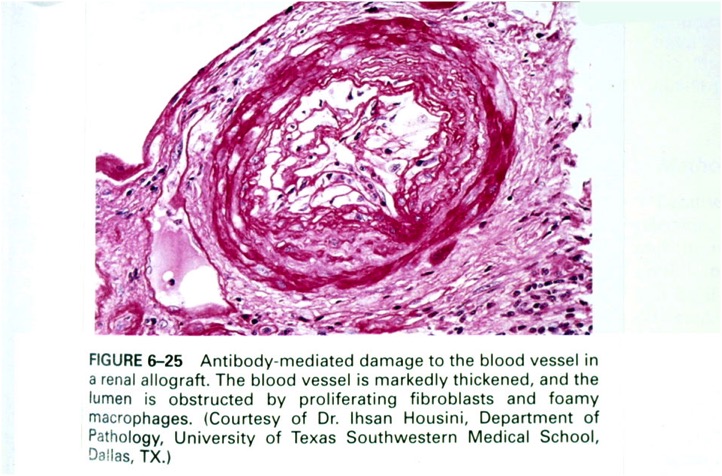 FIGURE 6–25 Antibody-mediated damage to the blood vessel in
a renal allograft. The blood vessel is markedly thickened, and the
lumen is obstructed by proliferating fibroblasts and foamy
macrophages. (Courtesy of Dr. Ihsan Housini, Department of
Pathology, University of Texas Southwestern Medical School,
Dallas, TX.)